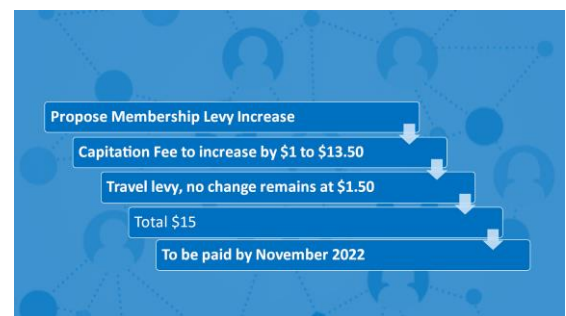 Propose Membership Levy Increase
Capitation Fee to increase by $1 to $13.50
Travel levy, no change remains at $1.50
Total $15
To be paid by November 2022